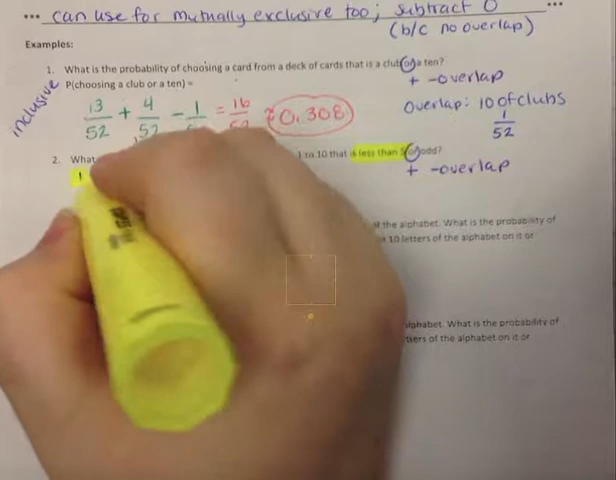 ... can use for mutually exclusive too; subtract 0 ...
(b/c no overlap)
Examples:
1. What is the probability of choosing a card from a deck of cards that is a club or a ten?
+ -overlap
inclusive
P(choosing a club or a ten) =
overlap: 10 of clubs
13/52 + 4/52 - 1 = 16 ≈ 0.308
1/52
2. What 1 to 10 that is less than 5 or odd?
+ -overlap
1
the alphabet. What is the probability of
10 letters of the alphabet on it or
alphabet. What is the probability of
letters of the alphabet on it or